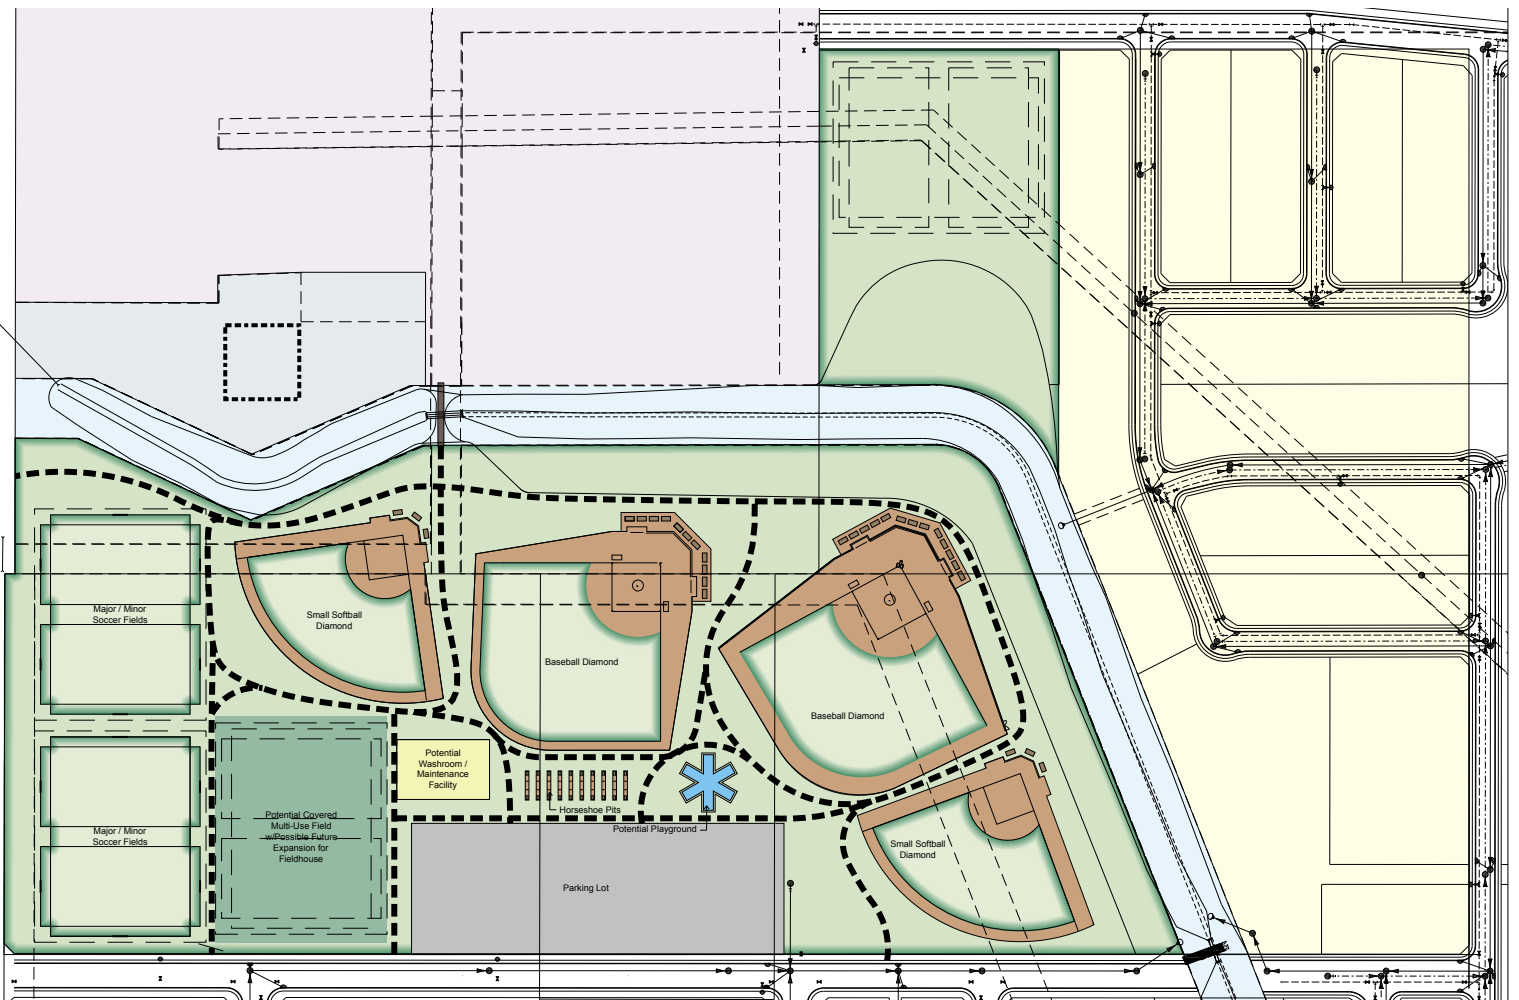 Major / Minor
Soccer Fields
Small Softball
Diamond
Baseball Diamond
Baseball Diamond
Potential
Washroom /
Maintenance
Facility
Horseshoe Pits
Potential Playground
Potential Covered
Multi-Use Field
w/Possible Future
Expansion for
Fieldhouse
Major / Minor
Soccer Fields
Small Softball
Diamond
Parking Lot